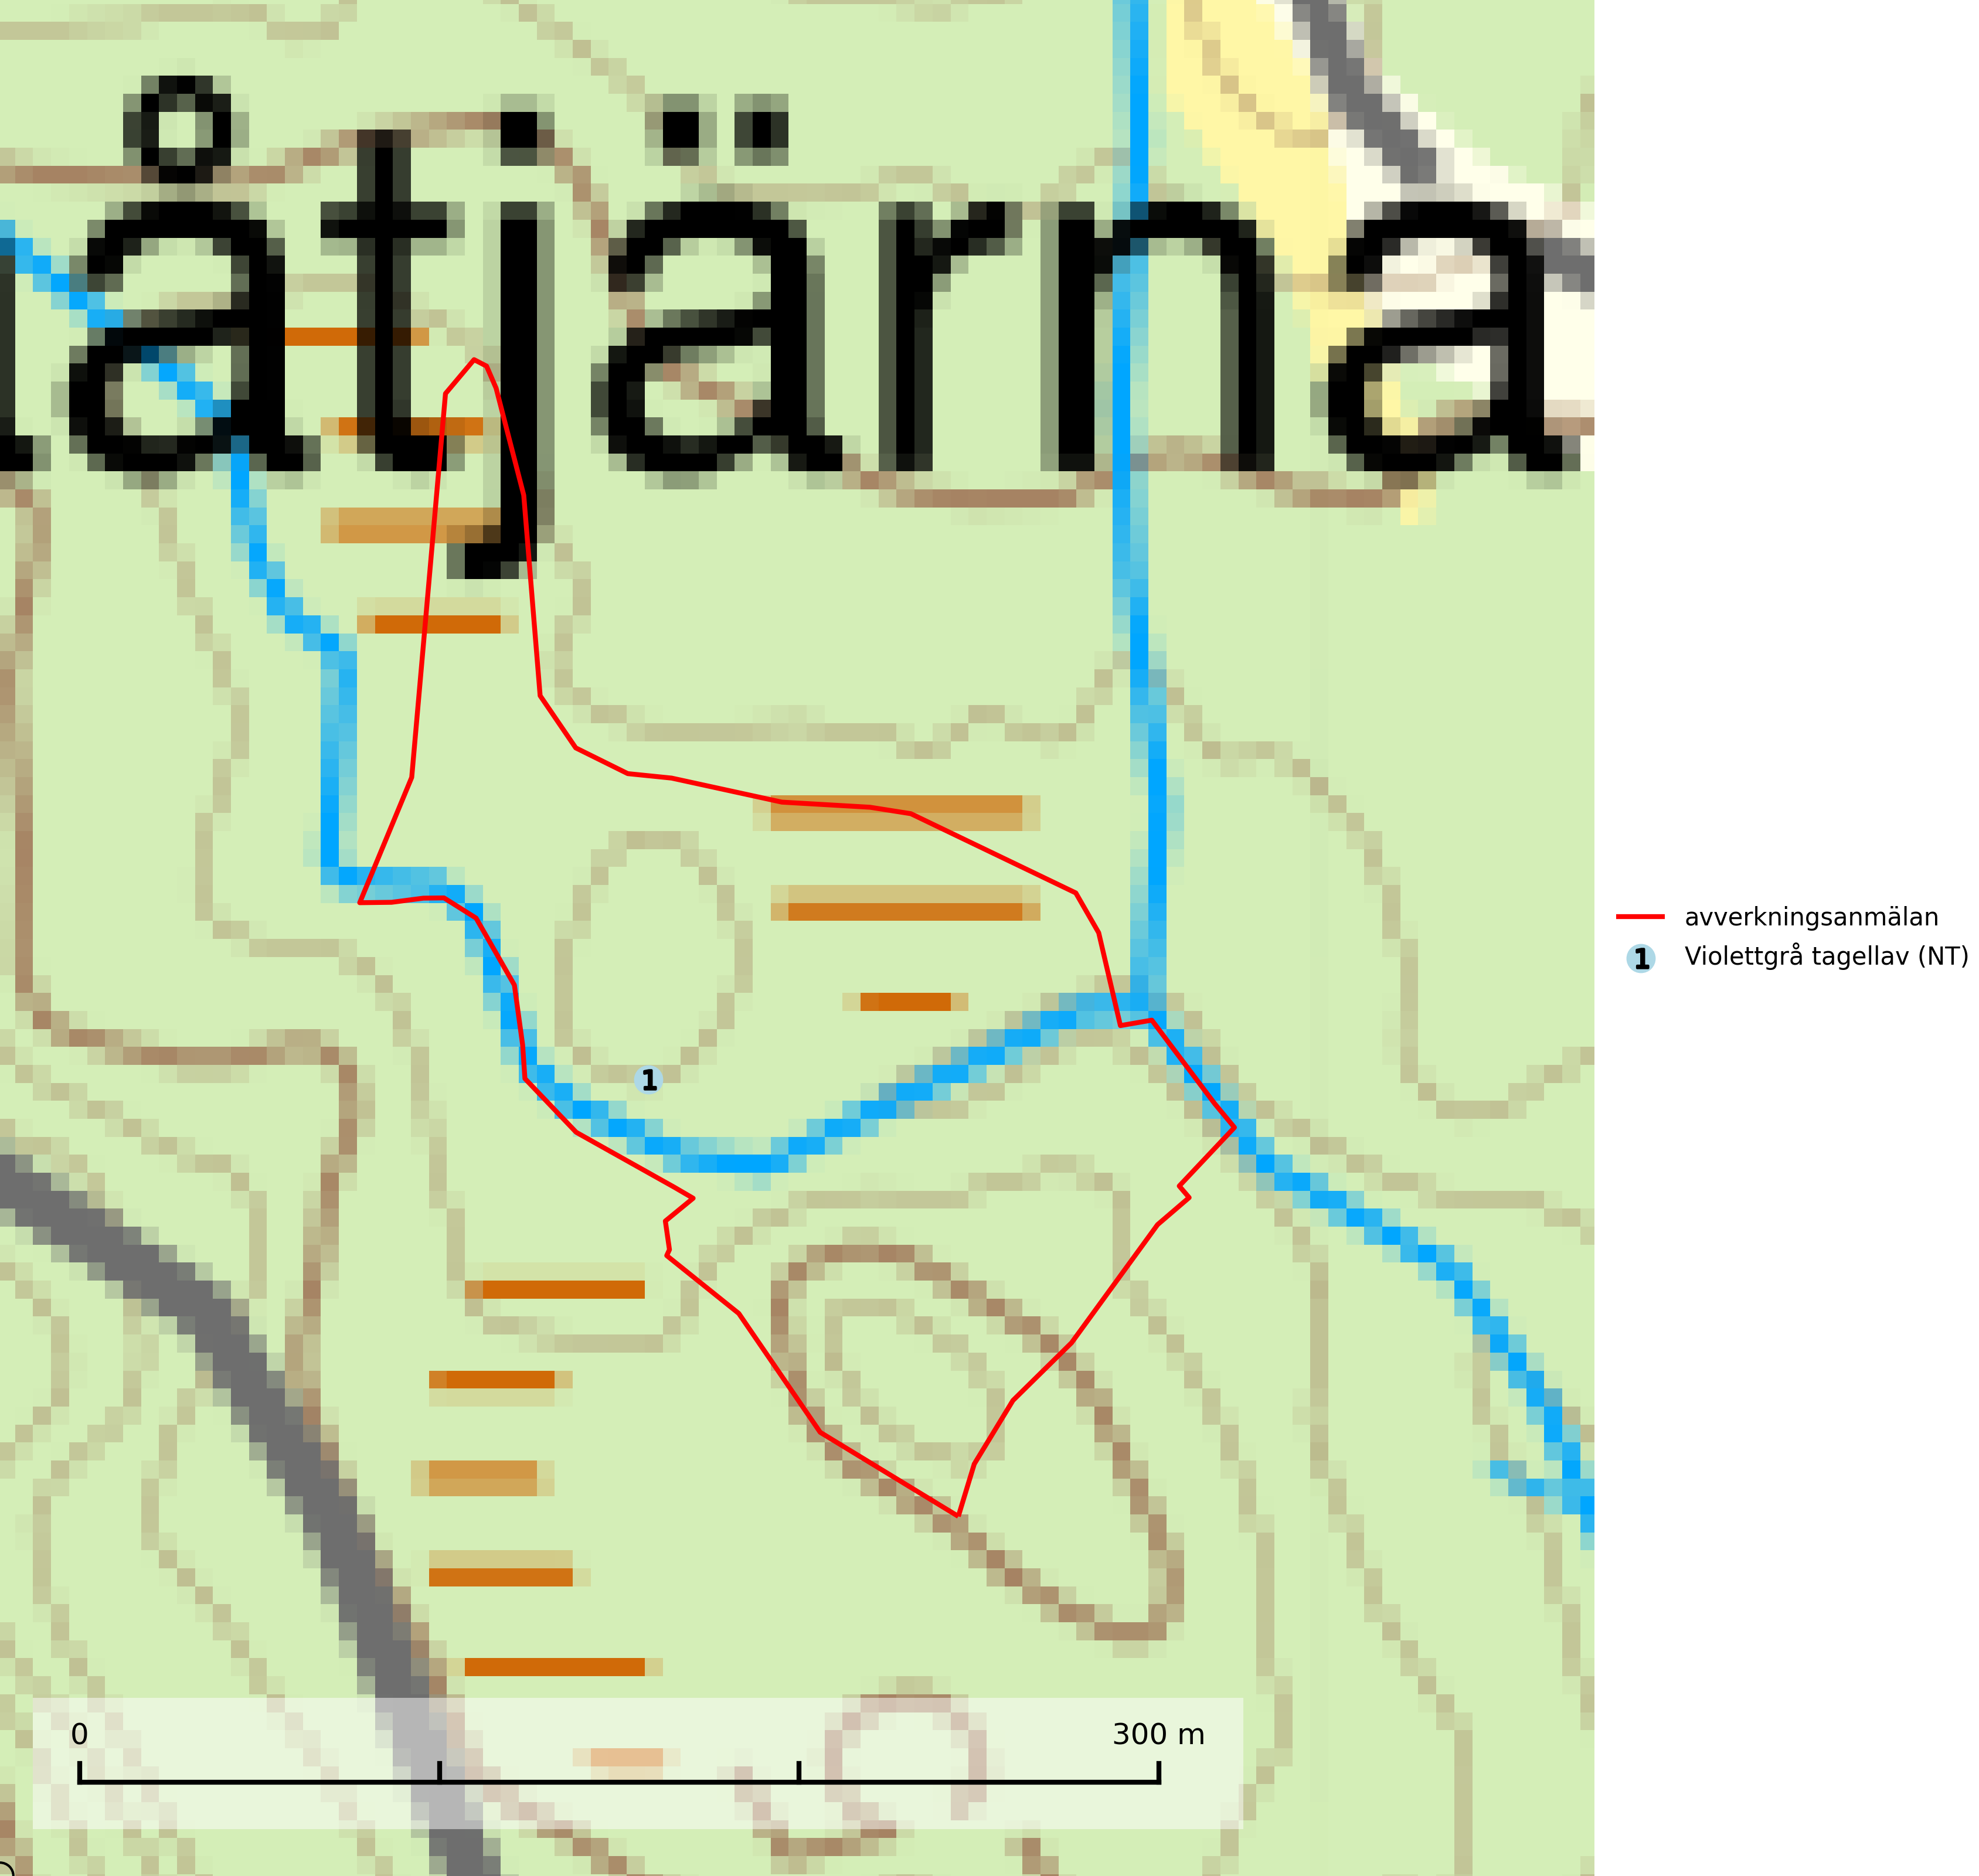 åtjärna
avverkningsanmälan
1 Violettgrå tagellav (NT)
1
0 300 m